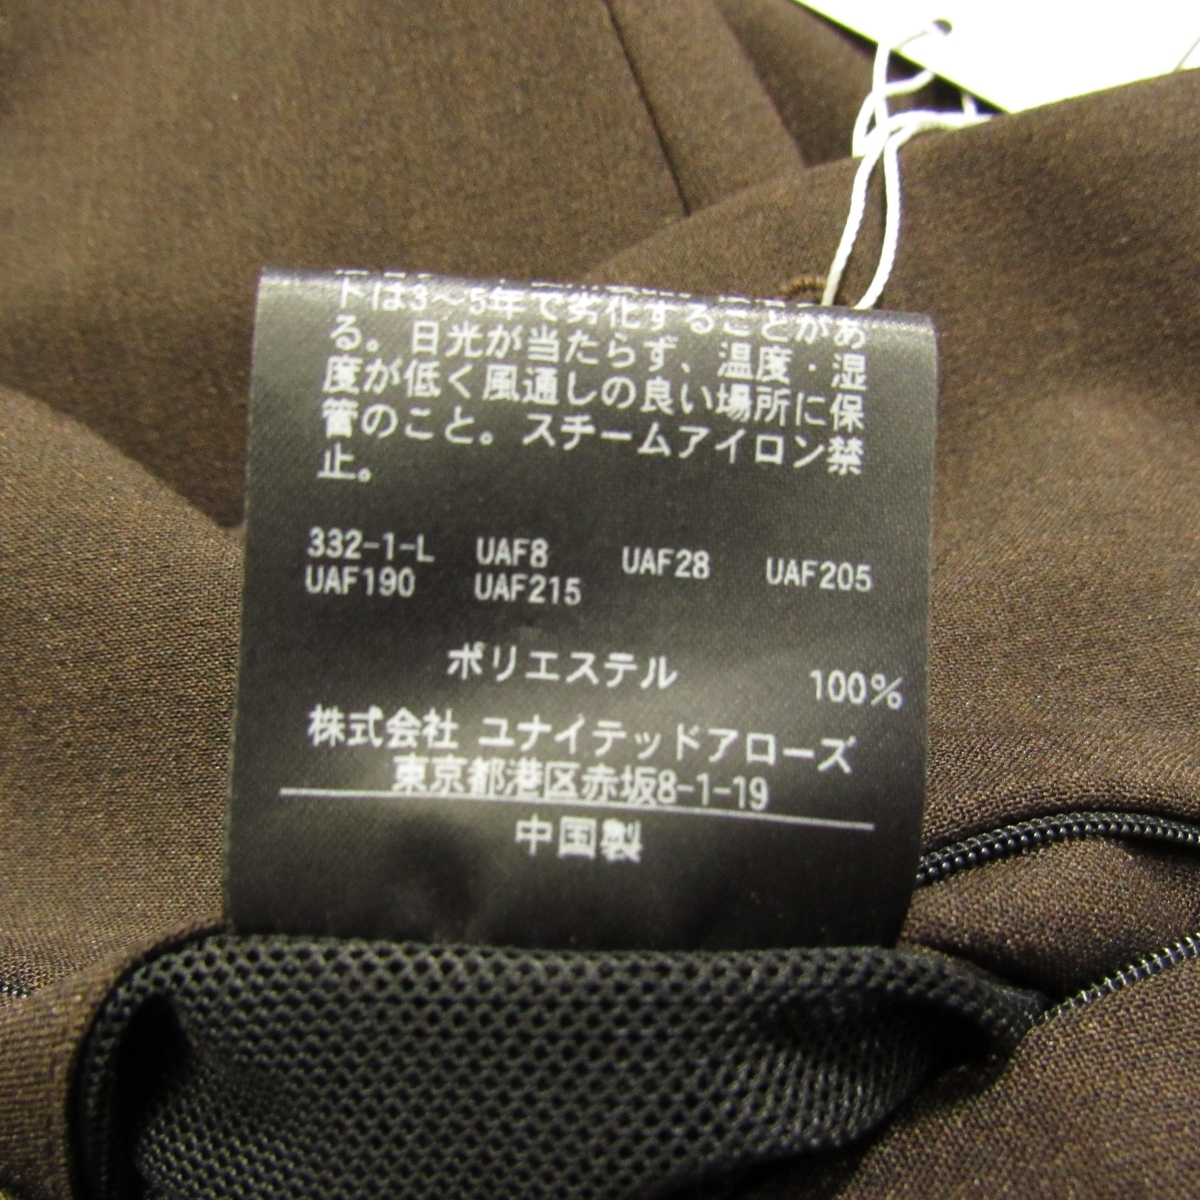 トは3～5年で劣化することがあ
る。日光が当たらず、温度・湿
度が低く風通しの良い場所に保
管のこと。スチームアイロン禁
止。
332-1-L UAF8 UAF28 UAF205
UAF190 UAF215
ポリエステル 100%
株式会社 ユナイテッドアローズ
東京都港区赤坂8-1-19
中国製